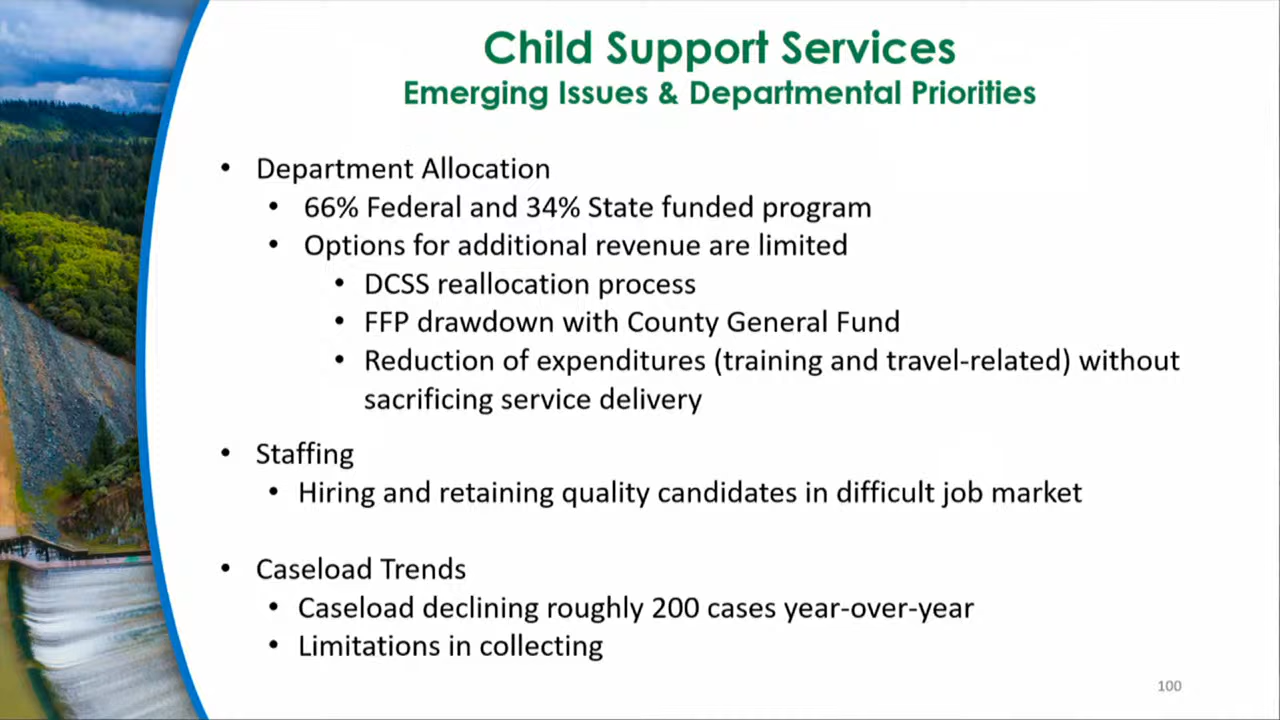 Child Support Services
Emerging Issues & Departmental Priorities
• Department Allocation
• 66% Federal and 34% State funded program
• Options for additional revenue are limited
• DCSS reallocation process
• FFP drawdown with County General Fund
• Reduction of expenditures (training and travel-related) without
sacrificing service delivery
• Staffing
• Hiring and retaining quality candidates in difficult job market
• Caseload Trends
• Caseload declining roughly 200 cases year-over-year
• Limitations in collecting
100